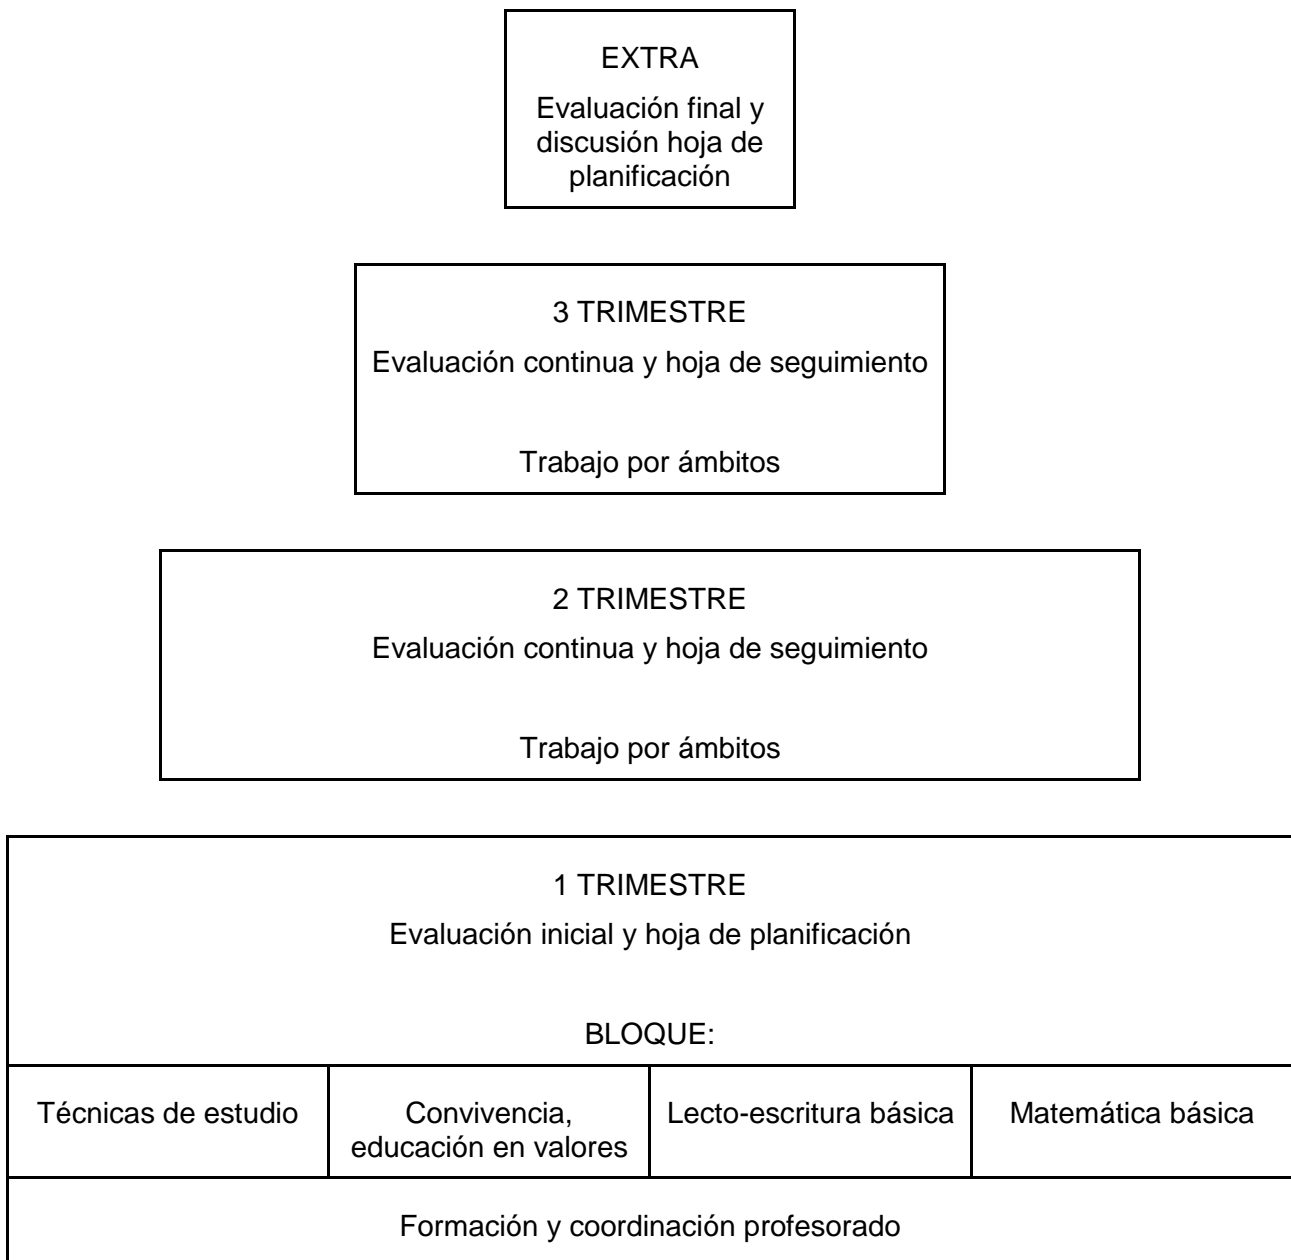 EXTRA
Evaluación final y
discusión hoja de
planificación
3 TRIMESTRE
Evaluación continua y hoja de seguimiento
Trabajo por ámbitos
2 TRIMESTRE
Evaluación continua y hoja de seguimiento
Trabajo por ámbitos
1 TRIMESTRE
Evaluación inicial y hoja de planificación
BLOQUE:
Técnicas de estudio
Convivencia,
educación en valores
Lecto-escritura básica
Matemática básica
Formación y coordinación profesorado